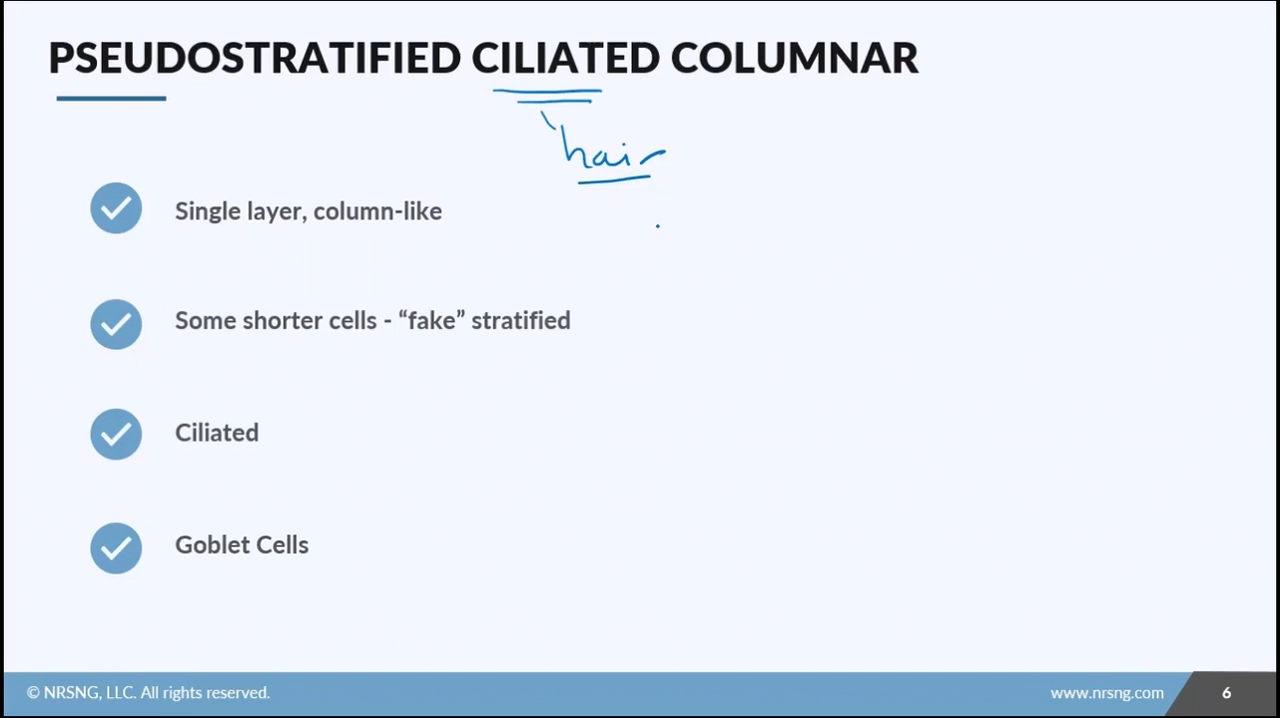 PSEUDOSTRATIFIED CILIATED COLUMNAR
hair
Single layer, column-like
Some shorter cells - “fake” stratified
Ciliated
Goblet Cells
© NRSNG, LLC. All rights reserved.
www.nrsng.com
6